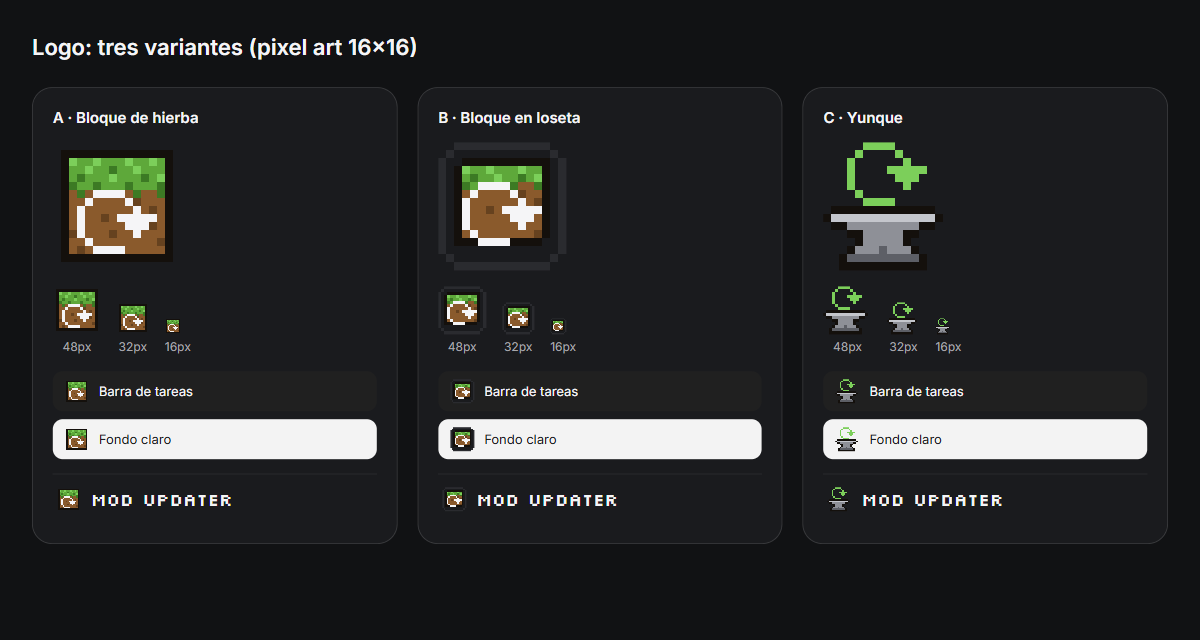 Logo: tres variantes (pixel art 16×16)
A · Bloque de hierba
48px 32px 16px
Barra de tareas
Fondo claro
MOD UPDATER
B · Bloque en loseta
48px 32px 16px
Barra de tareas
Fondo claro
MOD UPDATER
C · Yunque
48px 32px 16px
Barra de tareas
Fondo claro
MOD UPDATER